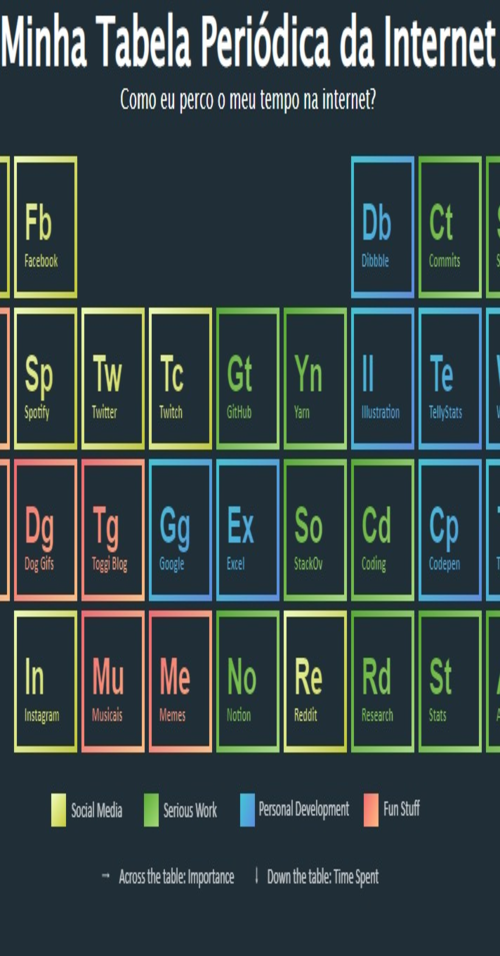 Minha Tabela Periódica da Internet
Como eu perco o meu tempo na internet?
Fb Db Ct
Facebook Dibbble Commits
Sp Tw Tc Gt Yn Il Te
Spotify Twitter Twitch GitHub Yarn Illustration TellyStats
Dg Tg Gg Ex So Cd Cp
Dog Gifs Toggl Blog Google Excel StackOv Coding Codepen
In Mu Me No Re Rd St
Instagram Musicais Memes Notion Reddit Research Stats
Social Media Serious Work Personal Development Fun Stuff
→ Across the table: Importance ↓ Down the table: Time Spent